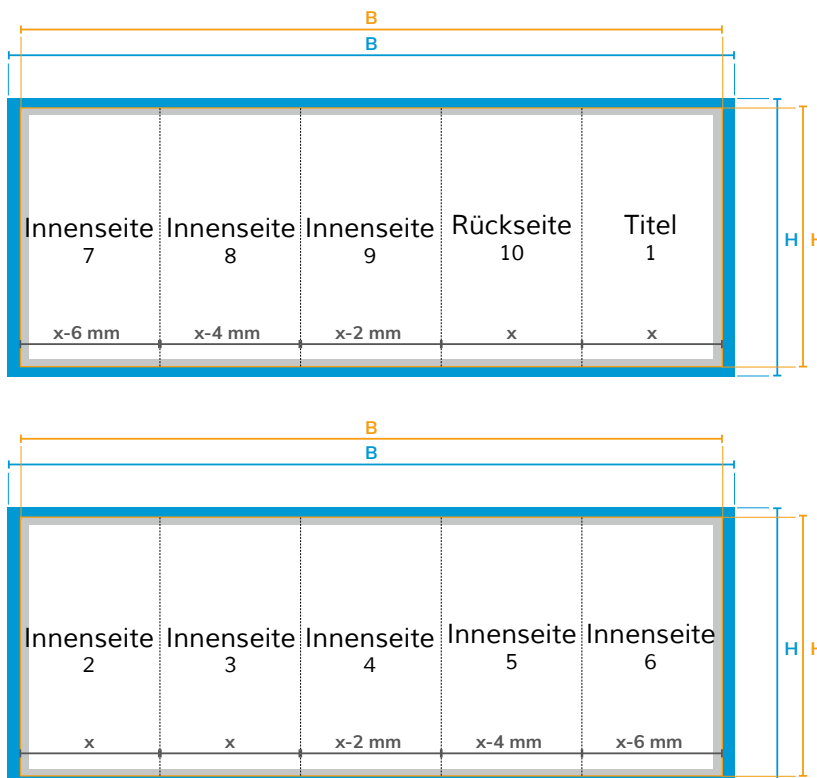 B
B
Innenseite Innenseite Innenseite Rückseite Titel
7 8 9 10 1
H H
x-6 mm x-4 mm x-2 mm x x
B
B
Innenseite Innenseite Innenseite Innenseite Innenseite
2 3 4 5 6
H H
x x x-2 mm x-4 mm x-6 mm